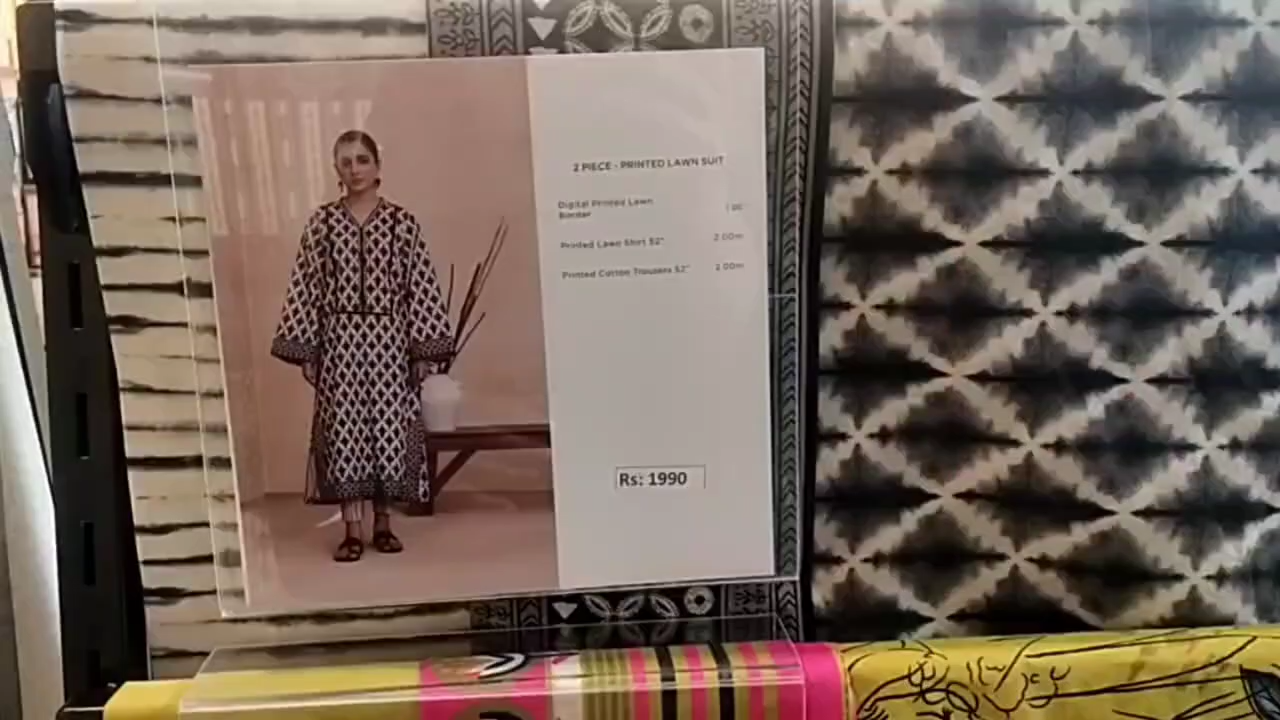 2 PIECE - PRINTED LAWN SUIT
Digital Printed Lawn
Border
Printed Lawn Shirt 52" 2.00m
Printed Cotton Trousers 52" 2.00m
Rs: 1990